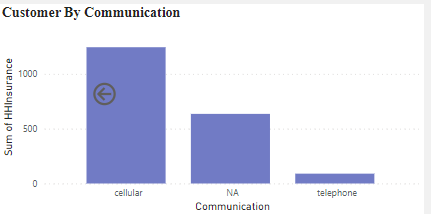 Customer By Communication
Sum of HHInsurance
1000
500
0
cellular
NA
telephone
Communication